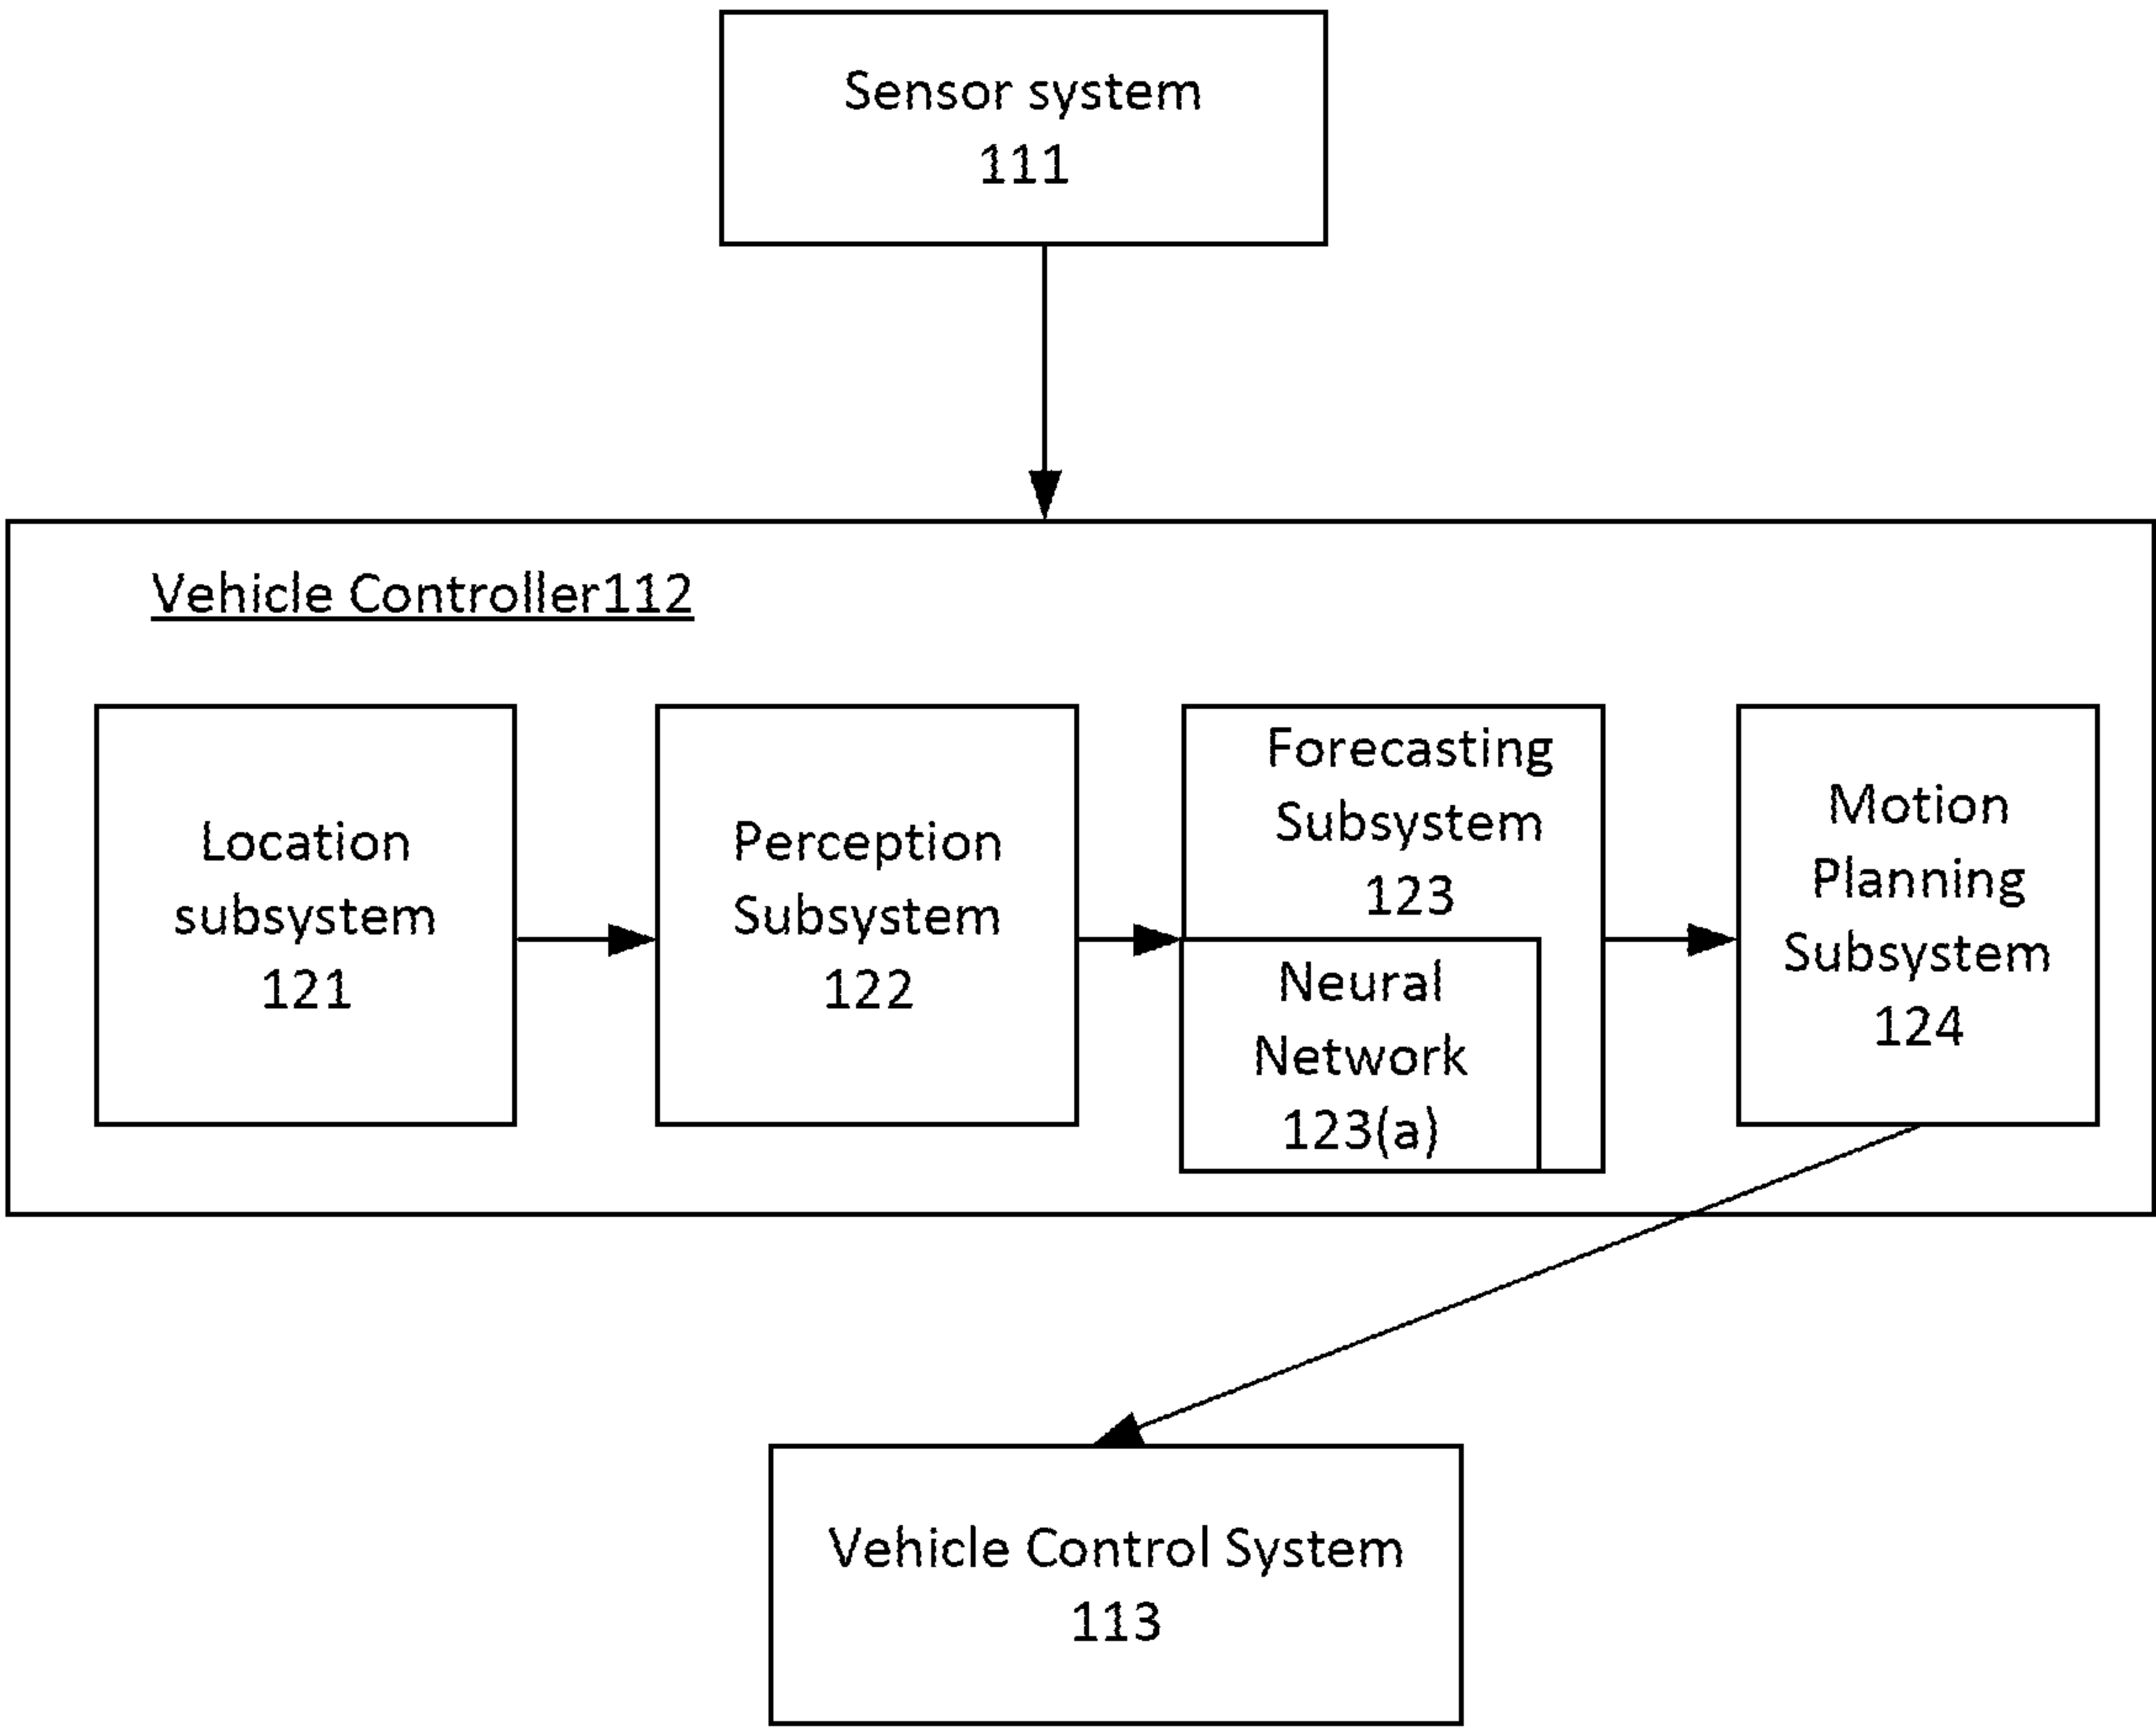 Sensor system
111
Vehicle Controller112
Location
subsystem
121
Perception
Subsystem
122
Forecasting
Subsystem
123
Neural
Network
123(a)
Motion
Planning
Subsystem
124
Vehicle Control System
113